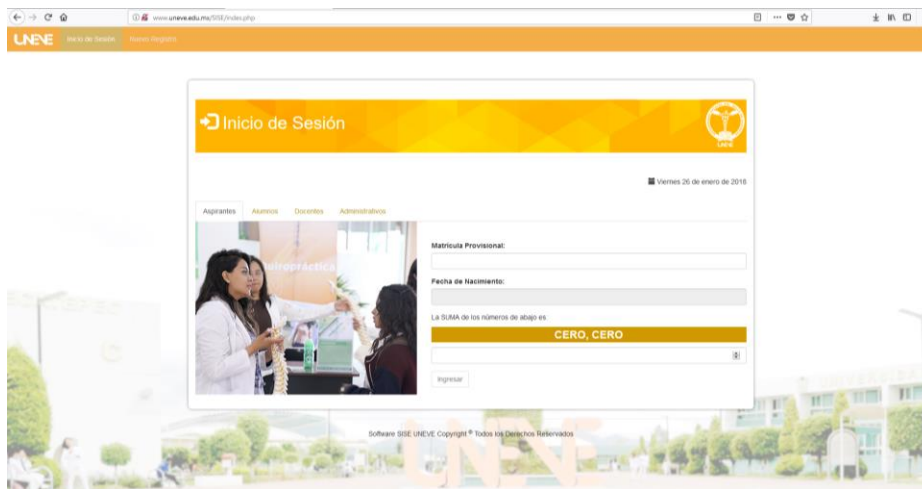 www.uneve.edu.mx/SISE/index.php
UNEVE Inicio de Sesión Nuevo Registro
Inicio de Sesión
UNEVE
Viernes 26 de enero de 2018
Aspirantes Alumnos Docentes Administrativos
quiropráctica
Matrícula Provisional:
Fecha de Nacimiento:
La SUMA de los números de abajo es
CERO, CERO
Ingresar
Software SISE UNEVE Copyright ® Todos los Derechos Reservados
UNEVE